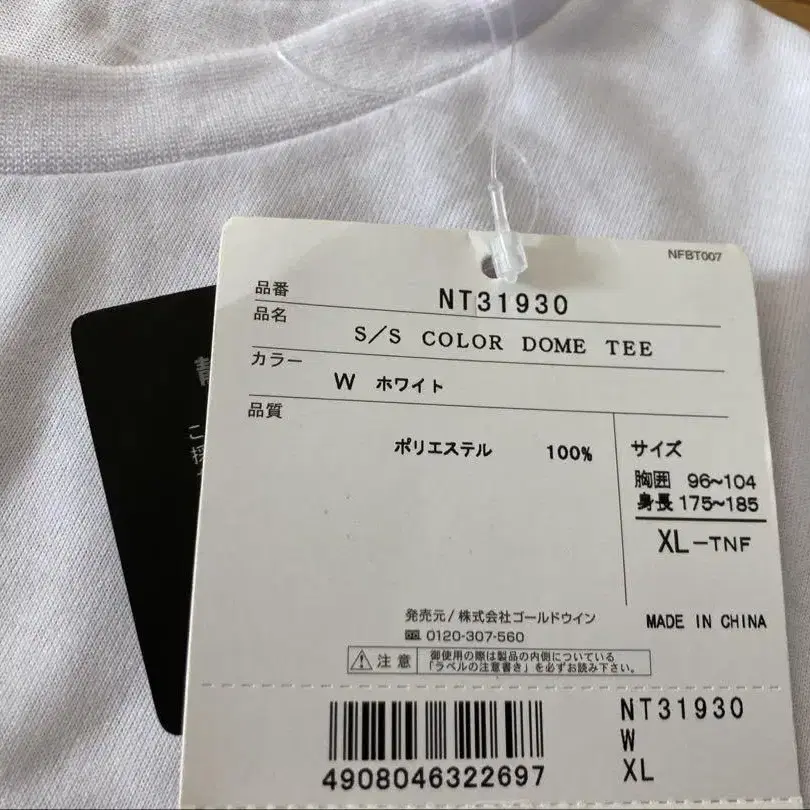 NFBT007
品番 NT31930
品名 S/S COLOR DOME TEE
カラー W ホワイト
品質
ポリエステル 100%
サイズ
胸囲 96~104
身長 175~185
XL-TNF
発売元/株式会社ゴールドウイン
0120-307-560
MADE IN CHINA
注意 御使用の際は製品の内側についている
「ラベルの注意書き」を必ずお読み下さい。
NT31930
W
XL
4908046322697